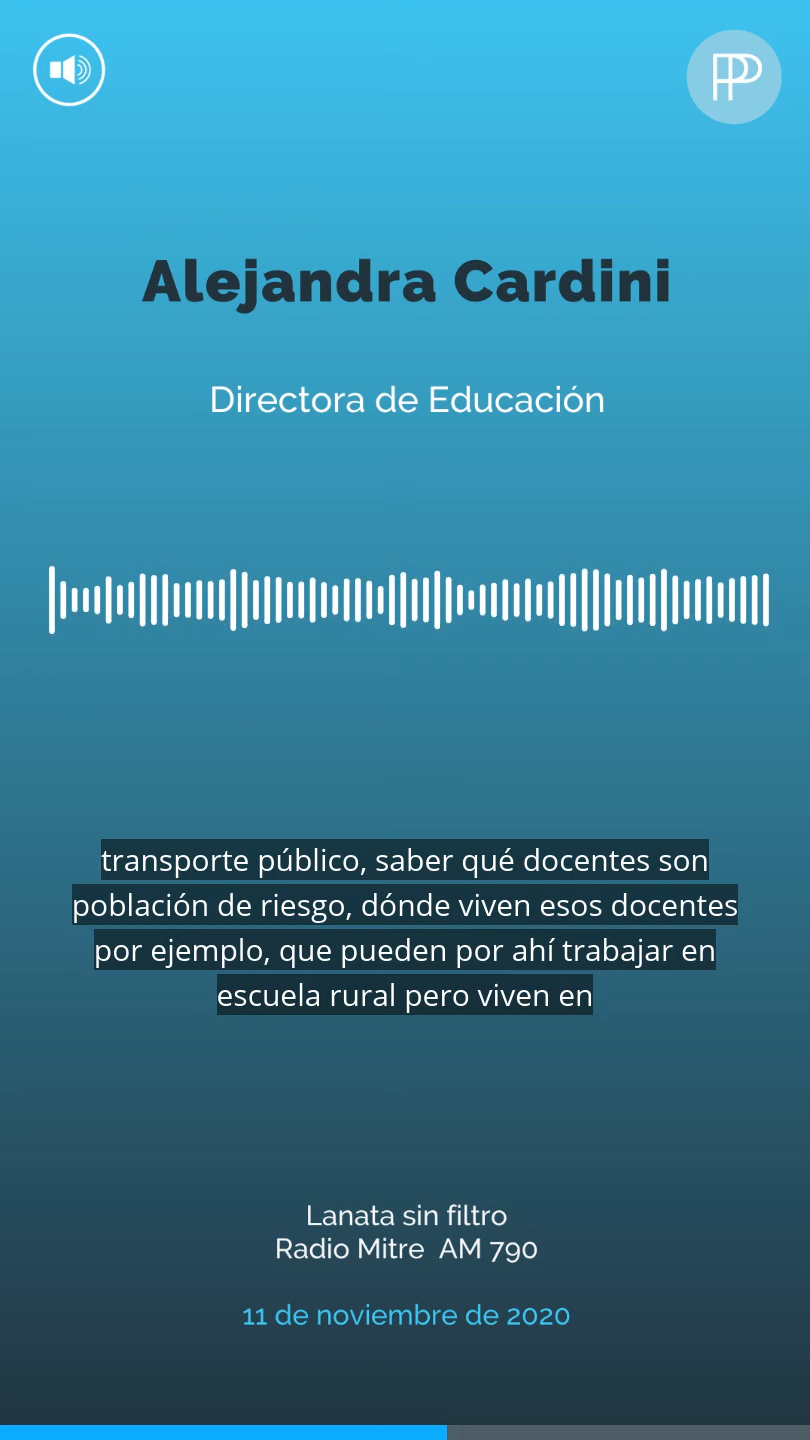 PP
Alejandra Cardini
Directora de Educación
transporte público, saber qué docentes son
población de riesgo, dónde viven esos docentes
por ejemplo, que pueden por ahí trabajar en
escuela rural pero viven en
Lanata sin filtro
Radio Mitre  AM 790
11 de noviembre de 2020